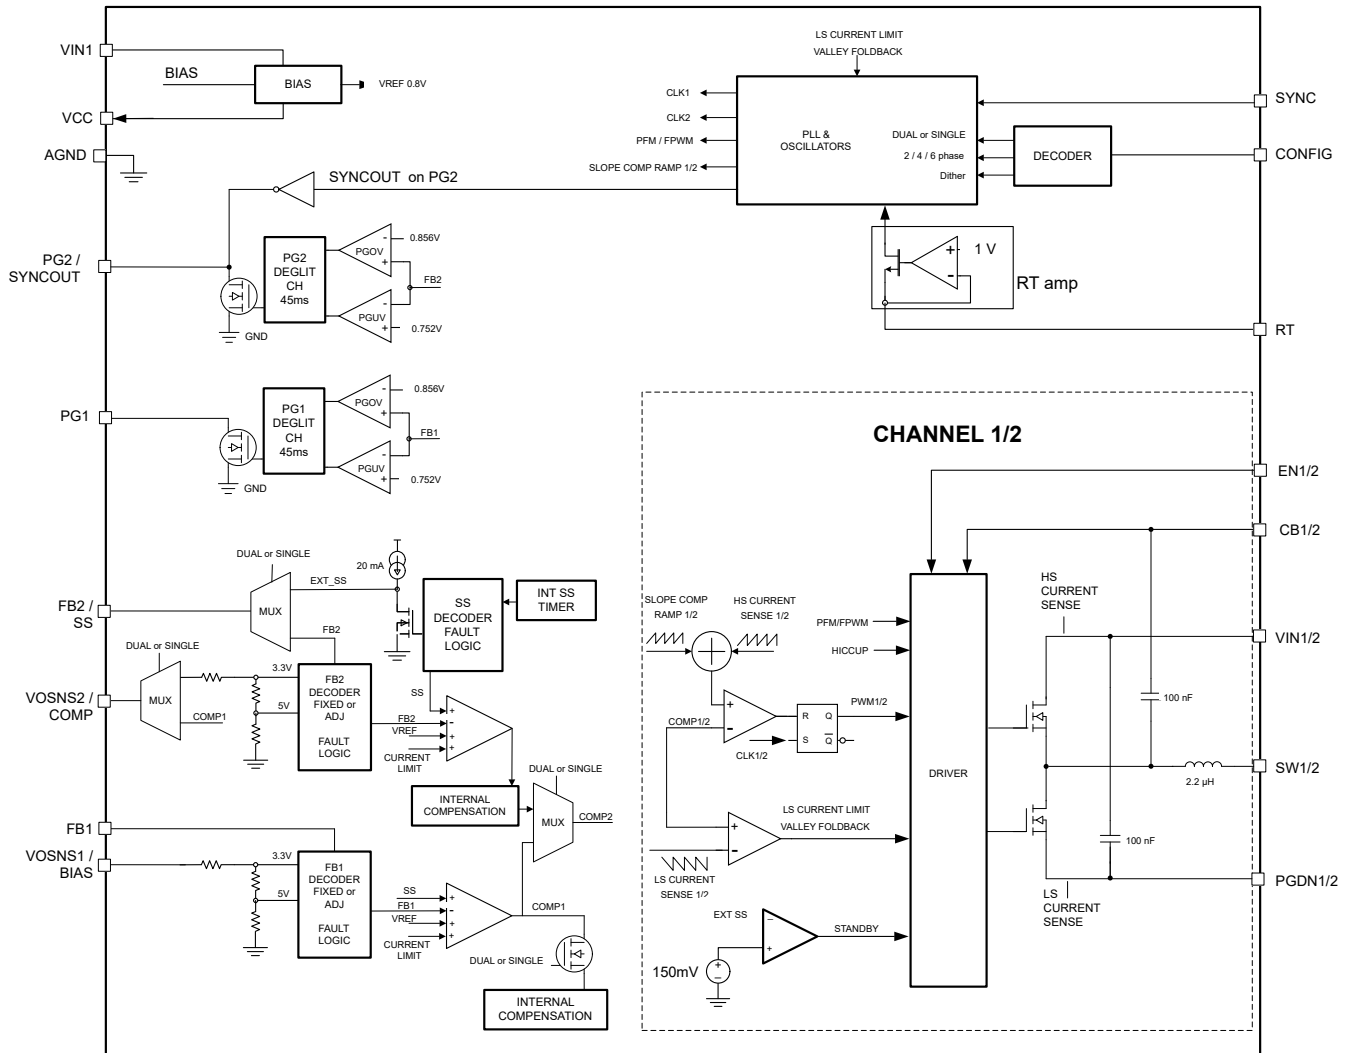 VIN1
BIAS
BIAS
VREF 0.8V
VCC
AGND
SYNCOUT on PG2
PG2 /
SYNCOUT
PG2
DEGLIT
CH
45ms
PGOV
-
+
0.856V
FB2
PGUV
-
+
0.752V
GND
PG1
PG1
DEGLIT
CH
45ms
PGOV
-
+
0.856V
FB1
PGUV
-
+
0.752V
GND
LS CURRENT LIMIT
VALLEY FOLDBACK
CLK1
CLK2
PFM / FPWM
SLOPE COMP RAMP 1/2
PLL &
OSCILLATORS
DUAL or SINGLE
2 / 4 / 6 phase
Dither
DECODER
SYNC
CONFIG
+
-
1 V
RT amp
RT
DUAL or SINGLE
20 mA
EXT_SS
MUX
FB2
FB2 /
SS
SS
DECODER
FAULT
LOGIC
INT SS
TIMER
DUAL or SINGLE
MUX
COMP1
VOSNS2 /
COMP
3.3V
5V
FB2
DECODER
FIXED or
ADJ
FAULT
LOGIC
SS
FB2
VREF
CURRENT
LIMIT
+
-
+
+
INTERNAL
COMPENSATION
DUAL or SINGLE
MUX
COMP2
FB1
VOSNS1 /
BIAS
3.3V
5V
FB1
DECODER
FIXED or
ADJ
FAULT
LOGIC
SS
FB1
VREF
CURRENT
LIMIT
+
-
+
+
COMP1
DUAL or SINGLE
INTERNAL
COMPENSATION
CHANNEL 1/2
EN1/2
CB1/2
SLOPE COMP
RAMP 1/2
HS CURRENT
SENSE 1/2
PFM/FPWM
HICCUP
COMP1/2
+
-
R
Q
S
Q
CLK1/2
PWM1/2
DRIVER
+
-
LS CURRENT LIMIT
VALLEY FOLDBACK
LS CURRENT
SENSE 1/2
EXT SS
-
+
STANDBY
150mV
+
-
HS
CURRENT
SENSE
VIN1/2
100 nF
SW1/2
2.2 µH
100 nF
LS
CURRENT
SENSE
PGDN1/2